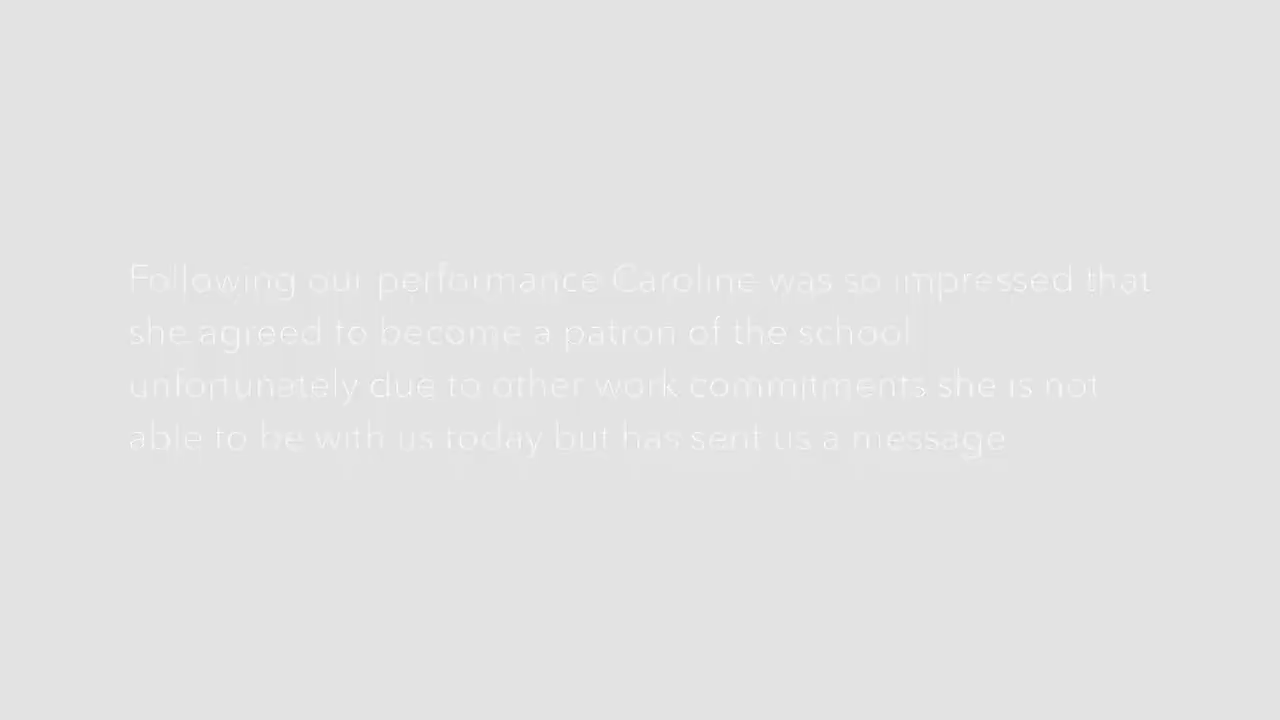 Following our performance Caroline was so impressed that
she agreed to become a patron of the school
unfortunately due to other work commitments she is not
able to be with us today but has sent us a message